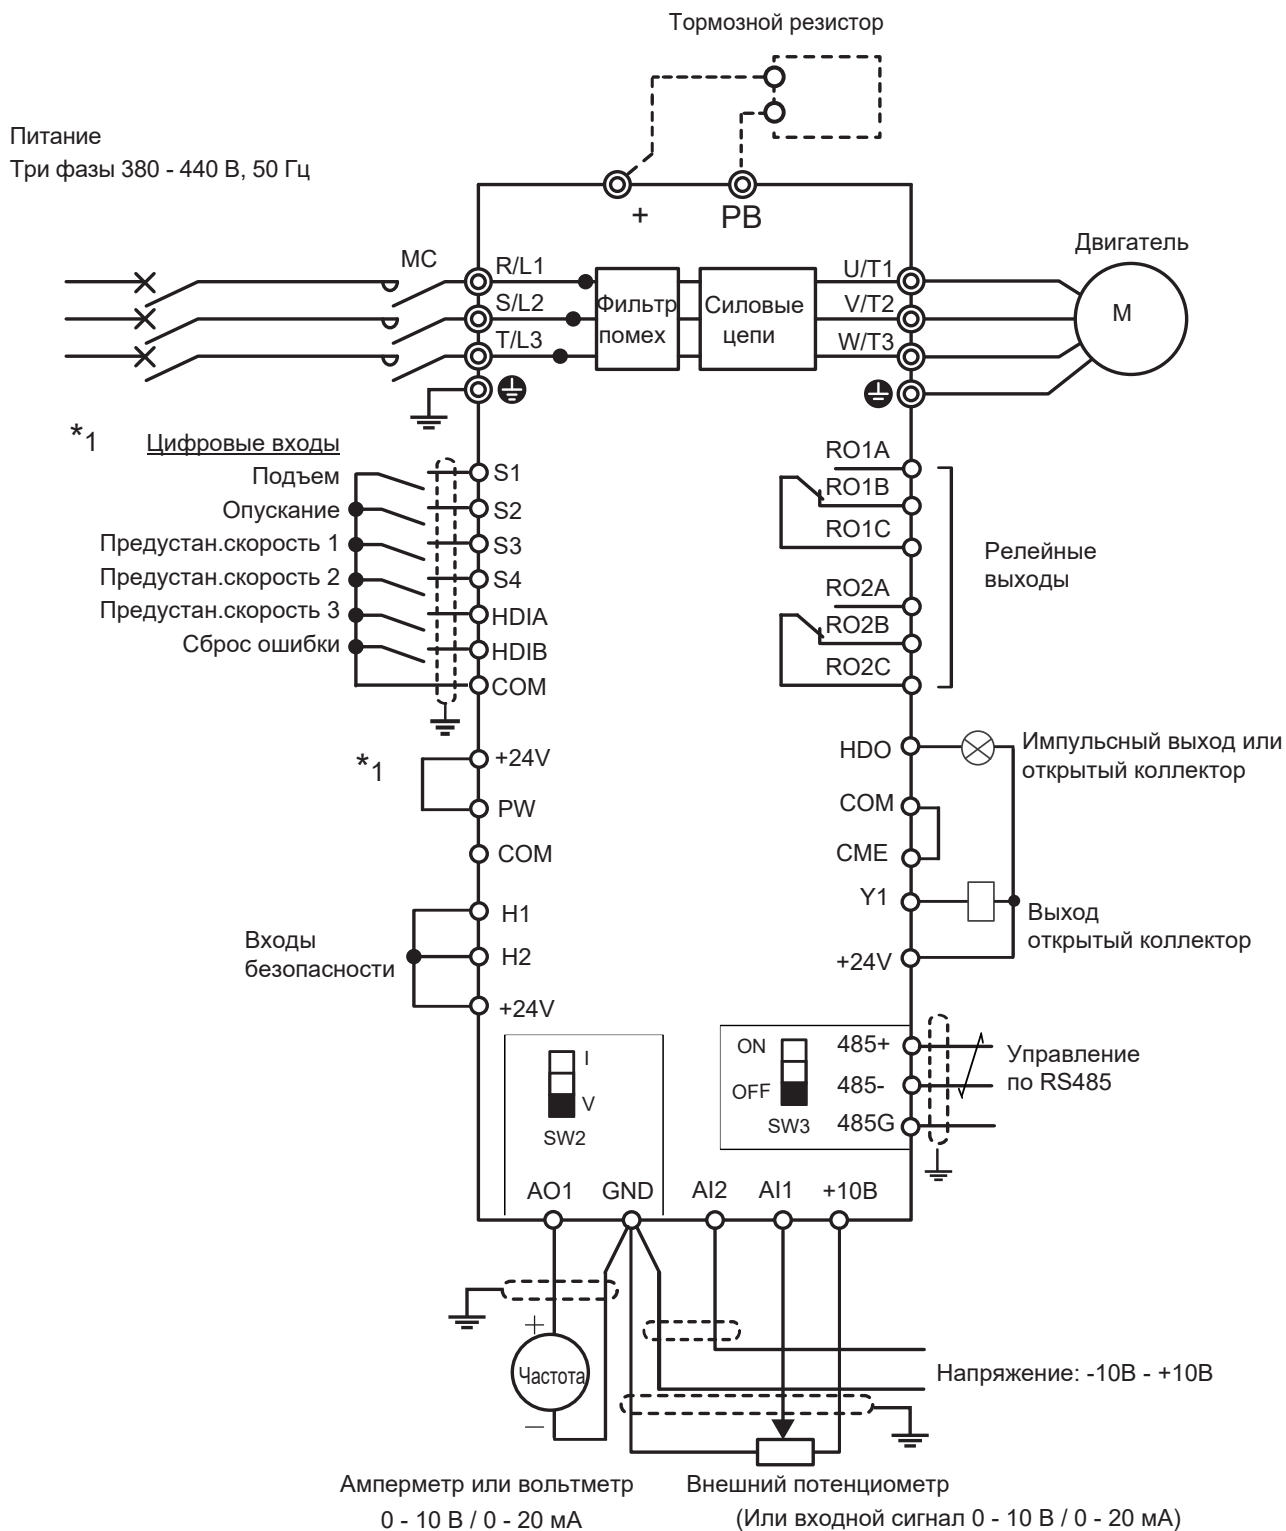 Тормозной резистор
Питание
Три фазы 380 - 440 В, 50 Гц
+
PB
Двигатель
МС
R/L1
U/T1
S/L2
Фильтр
помех
Силовые
цепи
V/T2
M
T/L3
W/T3
*1
Цифровые входы
Подъем
S1
Опускание
S2
Предустан.скорость 1
S3
Предустан.скорость 2
S4
Предустан.скорость 3
HDIA
Сброс ошибки
HDIB
COM
RO1A
RO1B
RO1C
RO2A
RO2B
RO2C
Релейные
выходы
*1
+24V
PW
COM
HDO
Импульсный выход или
открытый коллектор
COM
CME
Y1
Выход
открытый коллектор
+24V
Входы
безопасности
H1
H2
+24V
I
V
SW2
ON
OFF
SW3
485+
485-
485G
Управление
по RS485
AO1
GND
AI2
AI1
+10В
+
Частота
−
Напряжение: -10В - +10В
Амперметр или вольтметр
0 - 10 В / 0 - 20 мА
Внешний потенциометр
(Или входной сигнал 0 - 10 В / 0 - 20 мА)